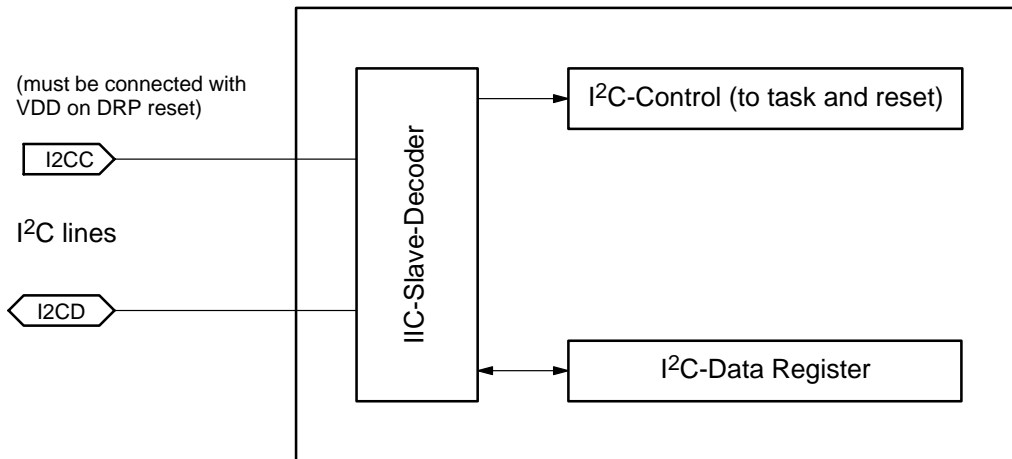 (must be connected with
VDD on DRP reset)
I2CC
I²C lines
I2CD
IIC-Slave-Decoder
I²C-Control (to task and reset)
I²C-Data Register